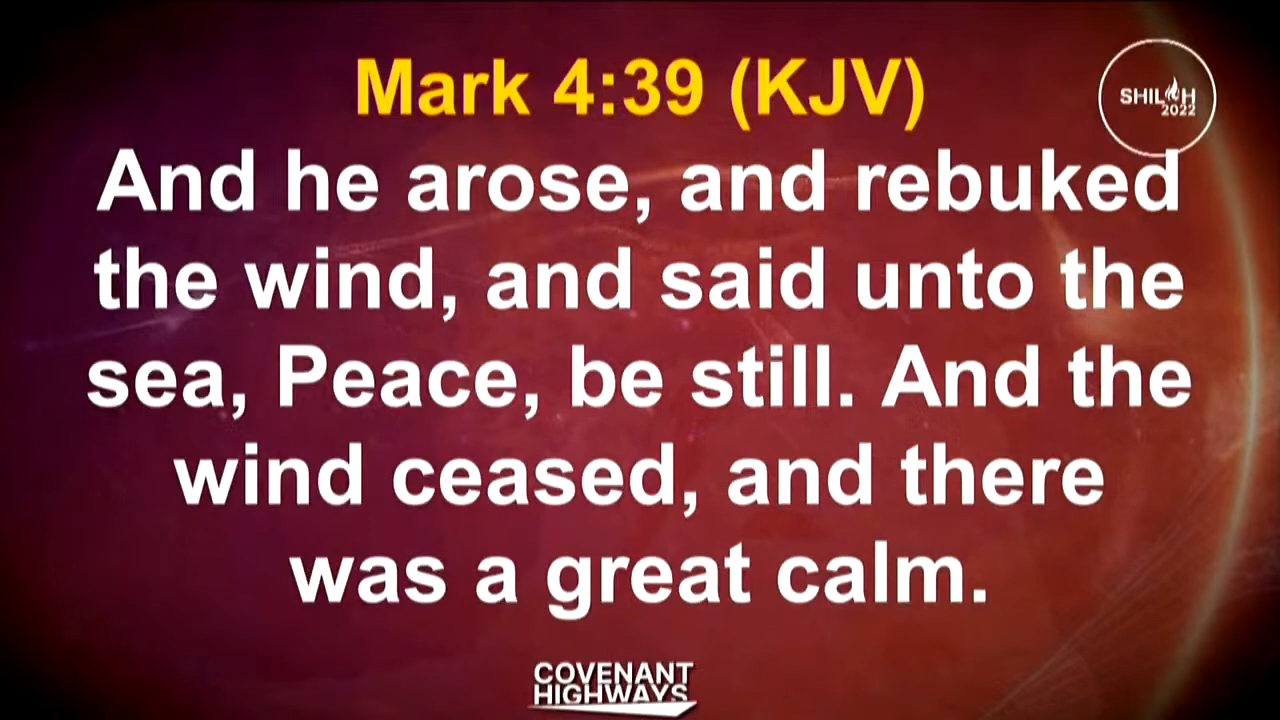 Mark 4:39 (KJV)
SHILOH
2022
And he arose, and rebuked
the wind, and said unto the
sea, Peace, be still. And the
wind ceased, and there
was a great calm.
COVENANT
HIGHWAYS